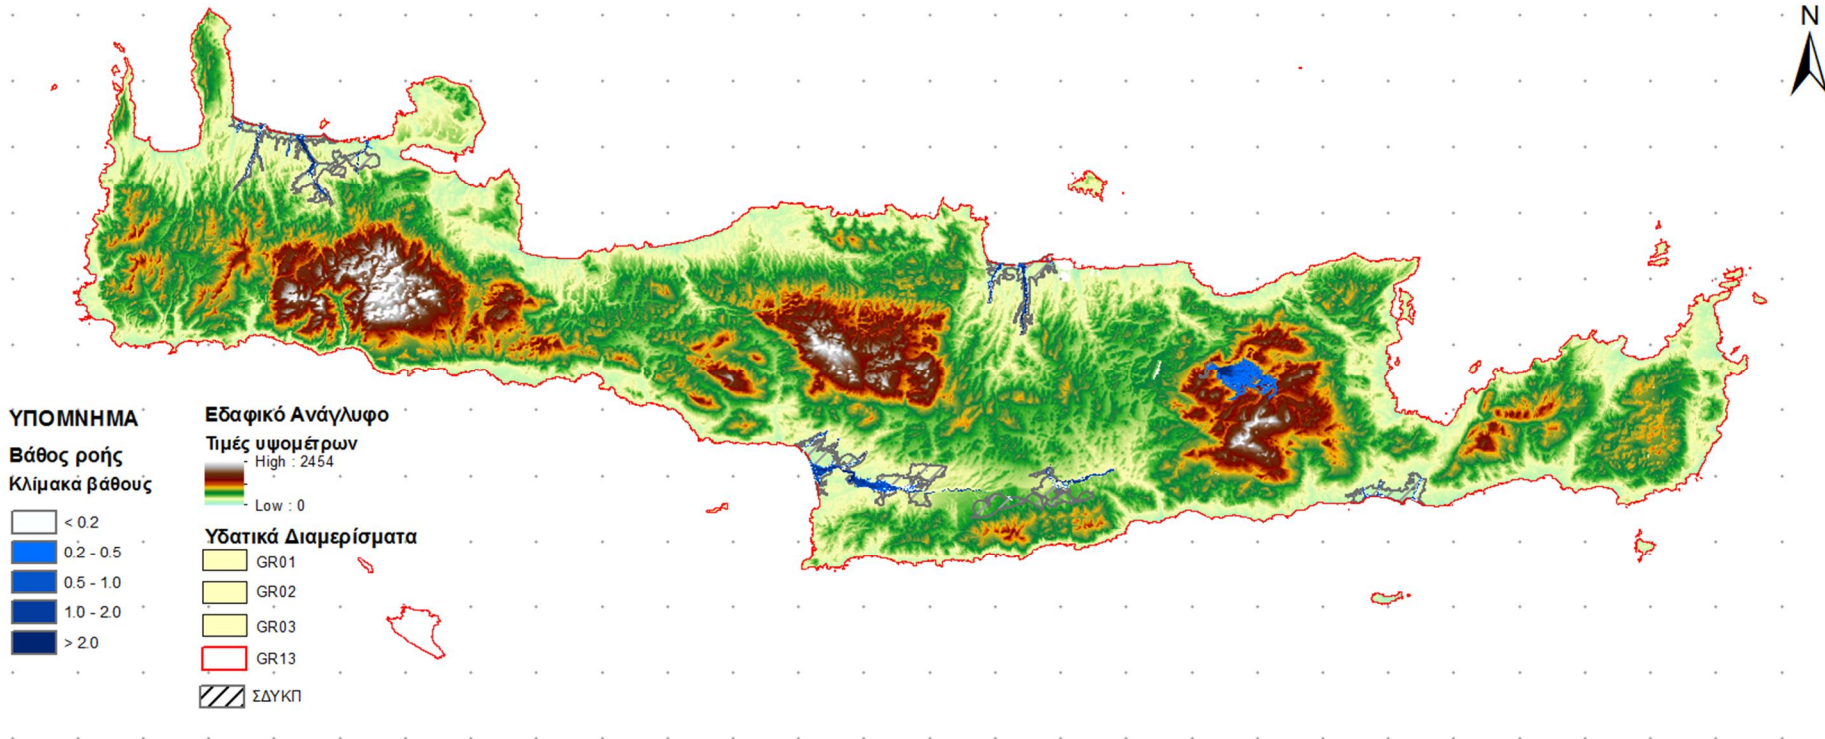 N
ΥΠΟΜΝΗΜΑ
Βάθος ροής
Κλίμακά βάθους
< 0.2
0.2 - 0.5
0.5 - 1.0
1.0 - 2.0
> 2.0
Εδαφικό Ανάγλυφο
Τιμές υψομέτρων
High : 2454
Low : 0
Υδατικά Διαμερίσματα
GR01
GR02
GR03
GR13
ΣΔΥΚΠ